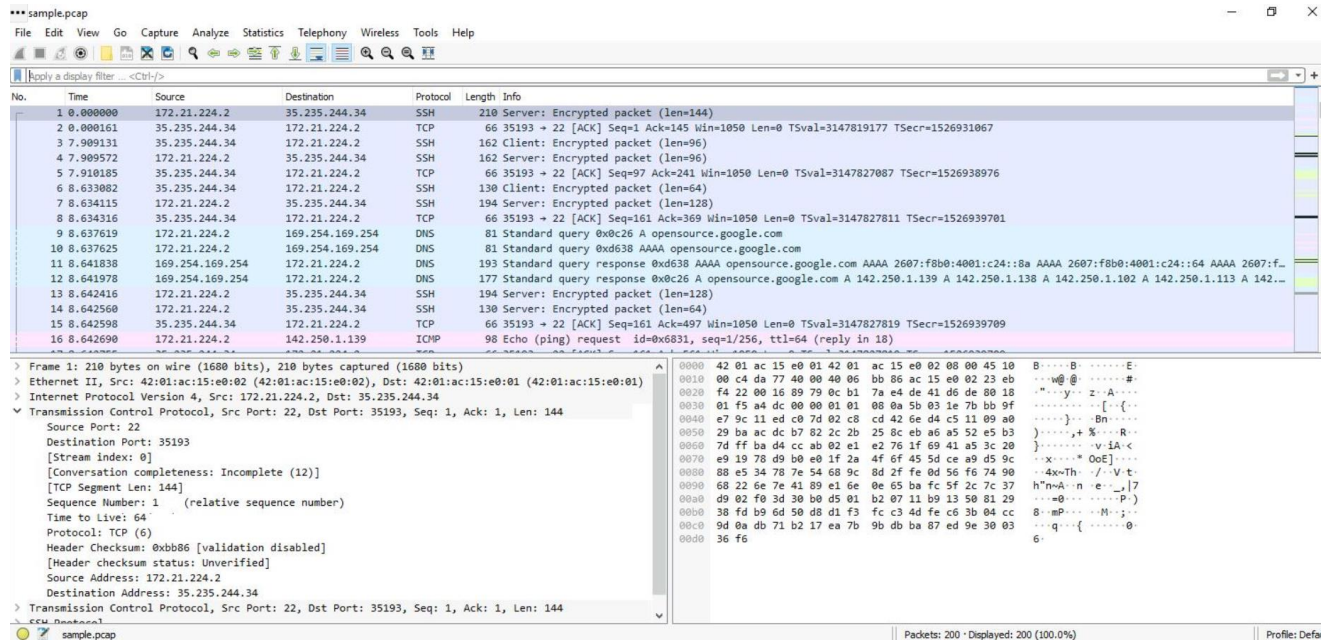 sample.pcap
File Edit View Go Capture Analyze Statistics Telephony Wireless Tools Help
Apply a display filter ... <Ctrl-/>
No. Time Source Destination Protocol Length Info
1 0.000000 172.21.224.2 35.235.244.34 SSH 210 Server: Encrypted packet (len=144)
2 0.000161 35.235.244.34 172.21.224.2 TCP 66 35193 → 22 [ACK] Seq=1 Ack=145 Win=1050 Len=0 TSval=3147819177 TSecr=1526931067
3 7.909131 35.235.244.34 172.21.224.2 SSH 162 Client: Encrypted packet (len=96)
4 7.909572 172.21.224.2 35.235.244.34 SSH 162 Server: Encrypted packet (len=96)
5 7.910185 35.235.244.34 172.21.224.2 TCP 66 35193 → 22 [ACK] Seq=97 Ack=241 Win=1050 Len=0 TSval=3147827087 TSecr=1526938976
6 8.633082 35.235.244.34 172.21.224.2 SSH 130 Client: Encrypted packet (len=64)
7 8.634115 172.21.224.2 35.235.244.34 SSH 194 Server: Encrypted packet (len=128)
8 8.634316 35.235.244.34 172.21.224.2 TCP 66 35193 → 22 [ACK] Seq=161 Ack=369 Win=1050 Len=0 TSval=3147827811 TSecr=1526939701
9 8.637619 172.21.224.2 169.254.169.254 DNS 81 Standard query 0x0c26 A opensource.google.com
10 8.637625 172.21.224.2 169.254.169.254 DNS 81 Standard query 0xd638 AAAA opensource.google.com
11 8.641838 169.254.169.254 172.21.224.2 DNS 193 Standard query response 0xd638 AAAA opensource.google.com AAAA 2607:f8b0:4001:c24::8a AAAA 2607:f8b0:4001:c24::64 AAAA 2607:f…
12 8.641978 169.254.169.254 172.21.224.2 DNS 177 Standard query response 0x0c26 A opensource.google.com A 142.250.1.139 A 142.250.1.138 A 142.250.1.102 A 142.250.1.113 A 142.…
13 8.642416 172.21.224.2 35.235.244.34 SSH 194 Server: Encrypted packet (len=128)
14 8.642560 172.21.224.2 35.235.244.34 SSH 130 Server: Encrypted packet (len=64)
15 8.642598 35.235.244.34 172.21.224.2 TCP 66 35193 → 22 [ACK] Seq=161 Ack=497 Win=1050 Len=0 TSval=3147827819 TSecr=1526939709
16 8.642690 172.21.224.2 142.250.1.139 ICMP 98 Echo (ping) request id=0x6831, seq=1/256, ttl=64 (reply in 18)
Frame 1: 210 bytes on wire (1680 bits), 210 bytes captured (1680 bits)
Ethernet II, Src: 42:01:ac:15:e0:02 (42:01:ac:15:e0:02), Dst: 42:01:ac:15:e0:01 (42:01:ac:15:e0:01)
Internet Protocol Version 4, Src: 172.21.224.2, Dst: 35.235.244.34
Transmission Control Protocol, Src Port: 22, Dst Port: 35193, Seq: 1, Ack: 1, Len: 144
Source Port: 22
Destination Port: 35193
[Stream index: 0]
[Conversation completeness: Incomplete (12)]
[TCP Segment Len: 144]
Sequence Number: 1 (relative sequence number)
Time to Live: 64
Protocol: TCP (6)
Header Checksum: 0xbb86 [validation disabled]
[Header checksum status: Unverified]
Source Address: 172.21.224.2
Destination Address: 35.235.244.34
Transmission Control Protocol, Src Port: 22, Dst Port: 35193, Seq: 1, Ack: 1, Len: 144
SSH Protocol
0000 42 01 ac 15 e0 01 42 01 ac 15 e0 02 08 00 45 10 B·····B· ······E·
0010 00 c4 da 77 40 00 40 06 bb 86 ac 15 e0 02 23 eb ···w@·@· ······#·
0020 f4 22 00 16 89 79 0c b1 7a e4 de 41 d6 de 80 18 ·"···y·· z··A····
0030 01 f5 a4 dc 00 00 01 01 08 0a 5b 03 1e 7b bb 9f ········ ··[··{··
0040 e7 9c 11 ed c0 7d 02 c8 cd 42 6e d4 c5 11 09 a0 ·····}·· ·Bn·····
0050 29 ba ac dc b7 82 2c 2b 25 8c eb a6 a5 52 e5 b3 )·····,+ %····R··
0060 7d ff ba d4 cc ab 02 e1 e2 76 1f 69 41 a5 3c 20 }······· ·v·iA·<
0070 e9 19 78 d9 b0 e0 1f 2a 4f 6f 45 5d ce a9 d5 9c ··x····* OoE]····
0080 88 e5 34 78 7e 54 68 9c 8d 2f fe 0d 56 f6 74 90 ··4x~Th· ·/··V·t·
0090 68 22 6e 7e 41 89 e1 6e 0e 65 ba fc 5f 2c 7c 37 h"n~A··n ·e··_,|7
00a0 d9 02 f0 3d 30 b0 d5 01 b2 07 11 b9 13 50 81 29 ···=0··· ·····P·)
00b0 38 fd b9 6d 50 d8 d1 f3 fc c3 4d fe c6 3b 04 cc 8··mP··· ··M··;··
00c0 9d 0a db 71 b2 17 ea 7b 9b db ba 87 ed 9e 30 03 ···q···{ ······0·
00d0 36 f6 6·
sample.pcap Packets: 200 · Displayed: 200 (100.0%) Profile: Defa